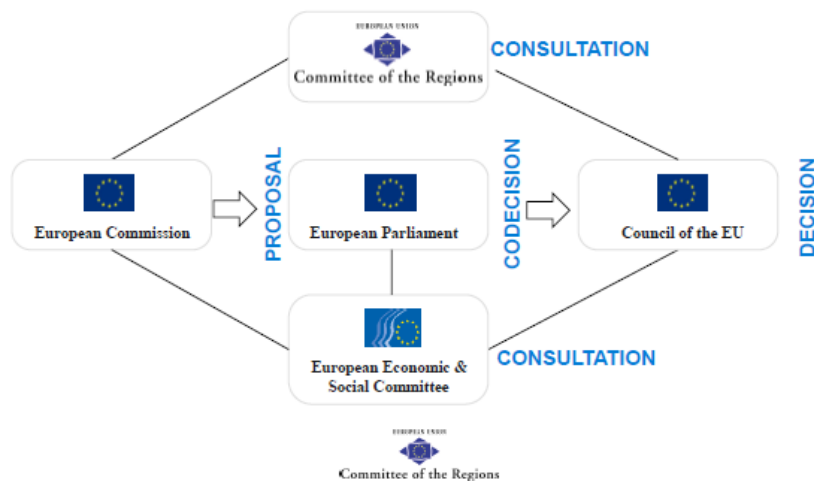 EUROPEAN UNION
Committee of the Regions
CONSULTATION
European Commission
PROPOSAL
European Parliament
CODECISION
Council of the EU
DECISION
European Economic &
Social Committee
CONSULTATION
EUROPEAN UNION
Committee of the Regions